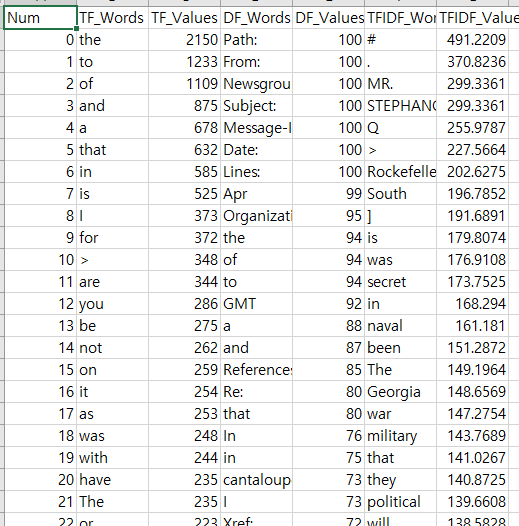 Num TF_Words TF_Values DF_Words DF_Values TFIDF_Wor TFIDF_Value
0 the 2150 Path: 100 # 491.2209
1 to 1233 From: 100 . 370.8236
2 of 1109 Newsgrou 100 MR. 299.3361
3 and 875 Subject: 100 STEPHANO 299.3361
4 a 678 Message-I 100 Q 255.9787
5 that 632 Date: 100 > 227.5664
6 in 585 Lines: 100 Rockefelle 202.6275
7 is 525 Apr 99 South 196.7852
8 I 373 Organizati 95 ] 191.6891
9 for 372 the 94 is 179.8074
10 > 348 of 94 was 176.9108
11 are 344 to 94 secret 173.7525
12 you 286 GMT 92 in 168.294
13 be 275 a 88 naval 161.181
14 not 262 and 87 been 151.2872
15 on 259 References 85 The 149.1964
16 it 254 Re: 80 Georgia 148.6569
17 as 253 that 80 war 147.2754
18 was 248 In 76 military 143.7689
19 with 244 in 75 that 141.0267
20 have 235 cantaloup 73 they 140.8725
21 The 235 I 73 political 139.6608
22 or 223 Xref: 72 will 138.5828